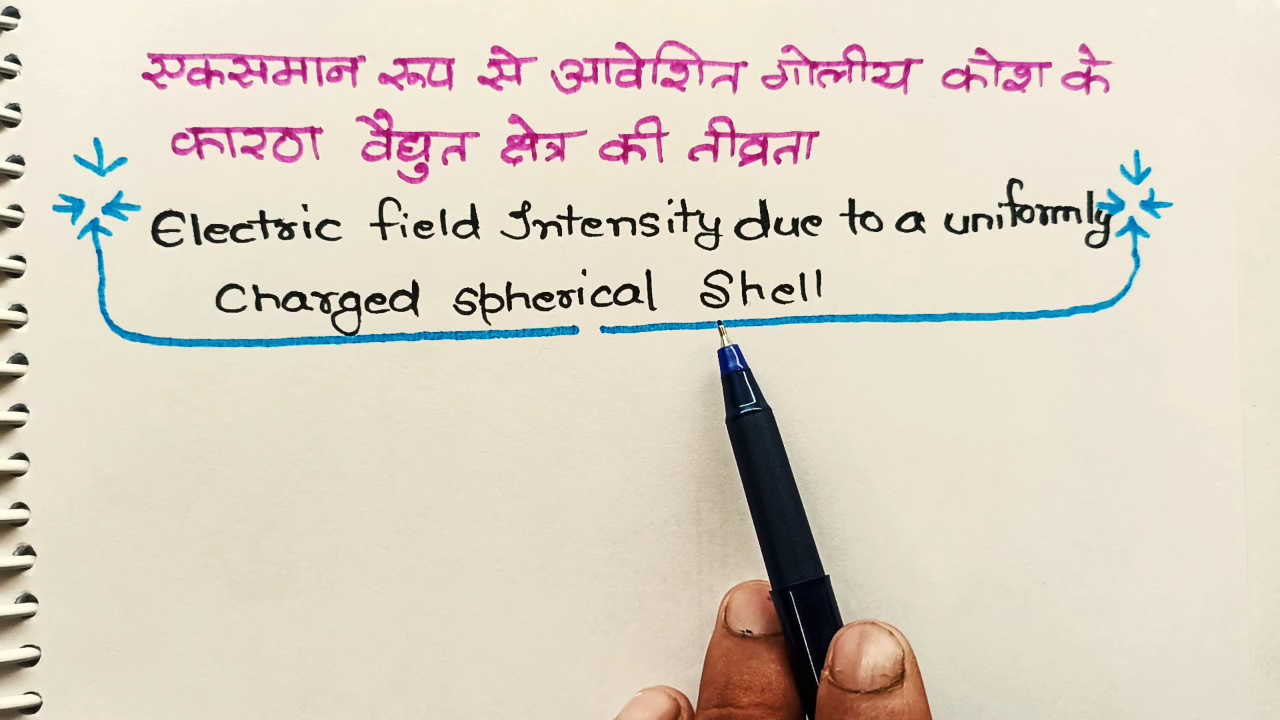 एकसमान रूप से आवेशित गोलीय कोश के
कारण वैद्युत क्षेत्र की तीव्रता
Electric field Intensity due to a uniformly
Charged spherical Shell